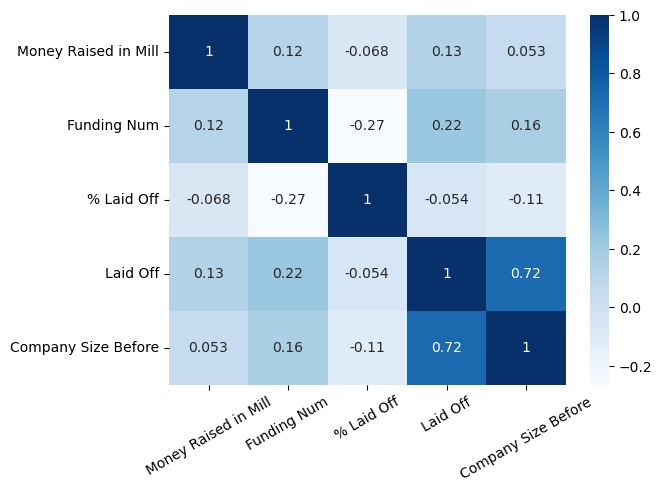 Money Raised in Mill 1 0.12 -0.068 0.13 0.053
Funding Num 0.12 1 -0.27 0.22 0.16
% Laid Off -0.068 -0.27 1 -0.054 -0.11
Laid Off 0.13 0.22 -0.054 1 0.72
Company Size Before 0.053 0.16 -0.11 0.72 1
Money Raised in Mill
Funding Num
% Laid Off
Laid Off
Company Size Before
1.0
0.8
0.6
0.4
0.2
0.0
−0.2